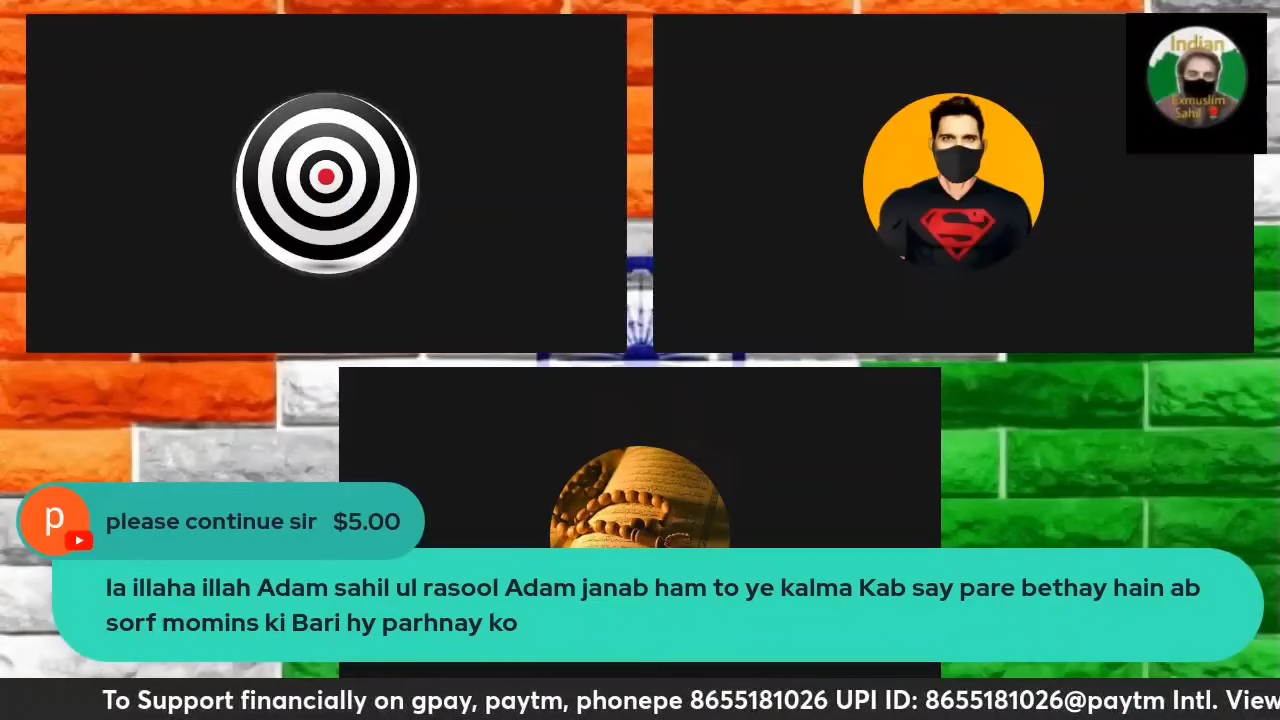 Indian
Exmuslim
Sahil
p
please continue sir $5.00
la illaha illah Adam sahil ul rasool Adam janab ham to ye kalma Kab say pare bethay hain ab
sorf momins ki Bari hy parhnay ko
To Support financially on gpay, paytm, phonepe 8655181026 UPI ID: 8655181026@paytm Intl. View